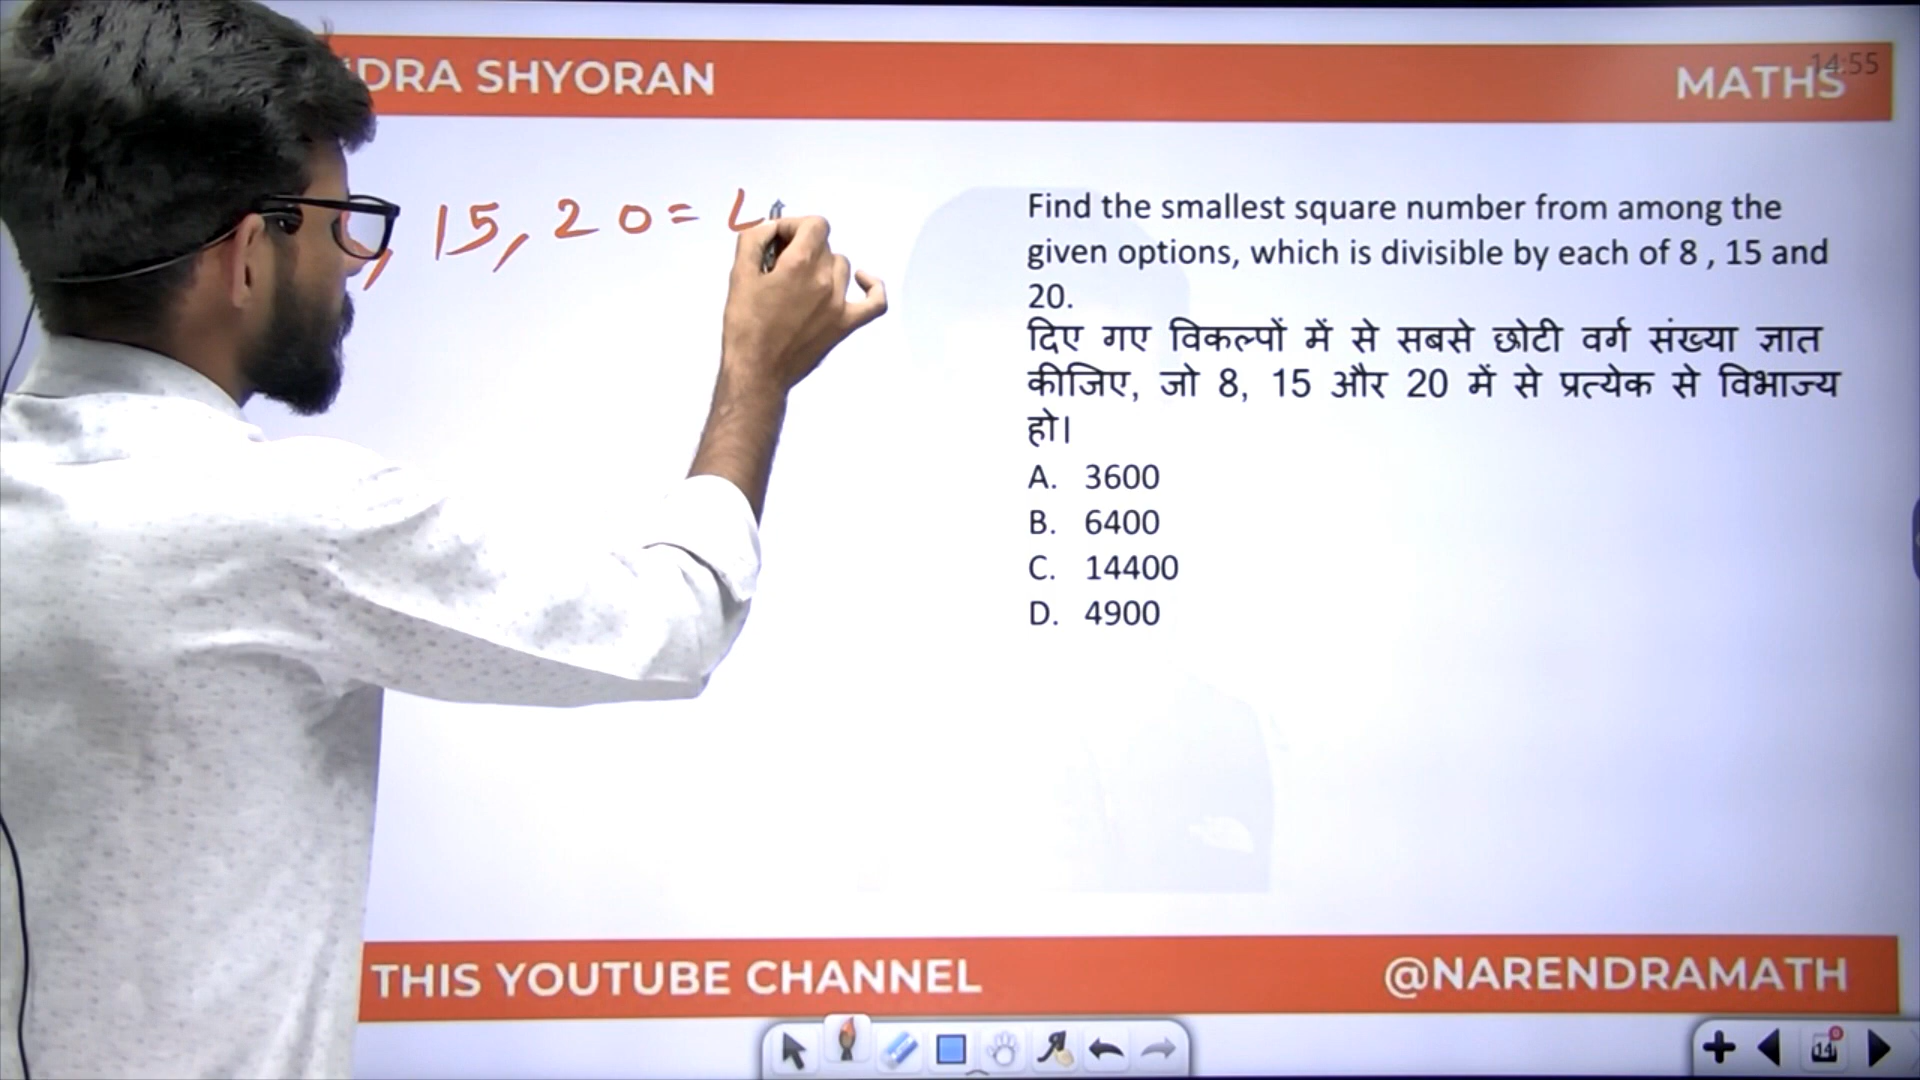 DRA SHYORAN
MATHS
14:55
, 15, 20 = L
Find the smallest square number from among the
given options, which is divisible by each of 8 , 15 and
20.
दिए गए विकल्पों में से सबसे छोटी वर्ग संख्या ज्ञात
कीजिए, जो 8, 15 और 20 में से प्रत्येक से विभाज्य
हो।
A. 3600
B. 6400
C. 14400
D. 4900
THIS YOUTUBE CHANNEL
@NARENDRAMATH
14